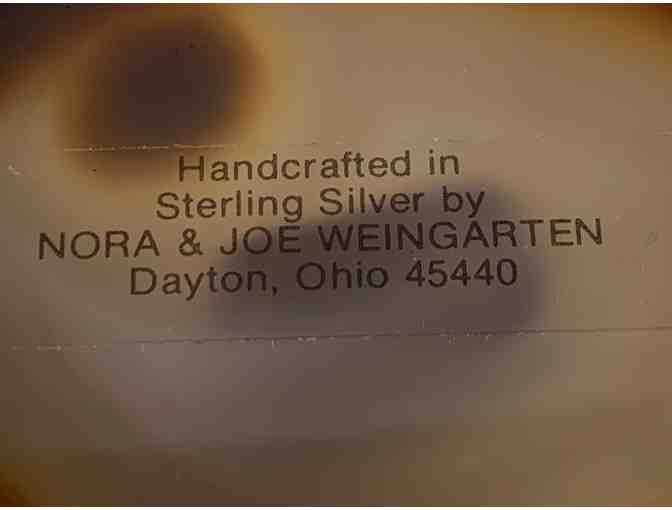 Handcrafted in
Sterling Silver by
NORA & JOE WEINGARTEN
Dayton, Ohio 45440